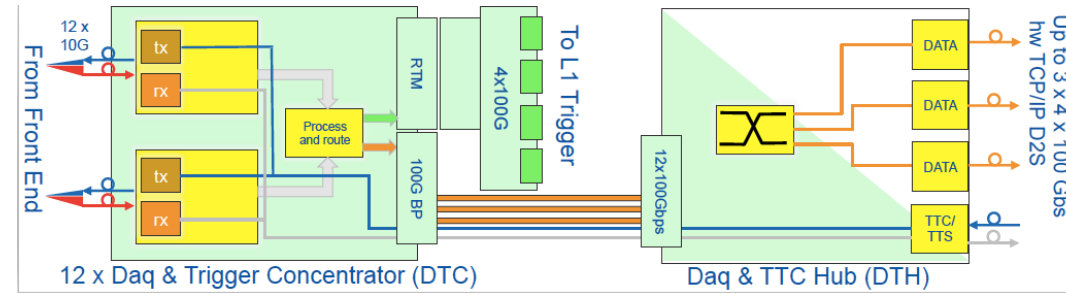 12 x
10G
From Front End
tx
rx
tx
rx
Process
and route
RTM
100G BP
4x100G
To L1 Trigger
12x100Gbps
DATA
DATA
DATA
TTC/
TTS
Up to 3 x 4 x 100 Gbs
hw TCP/IP D2S
12 x Daq & Trigger Concentrator (DTC)
Daq & TTC Hub (DTH)